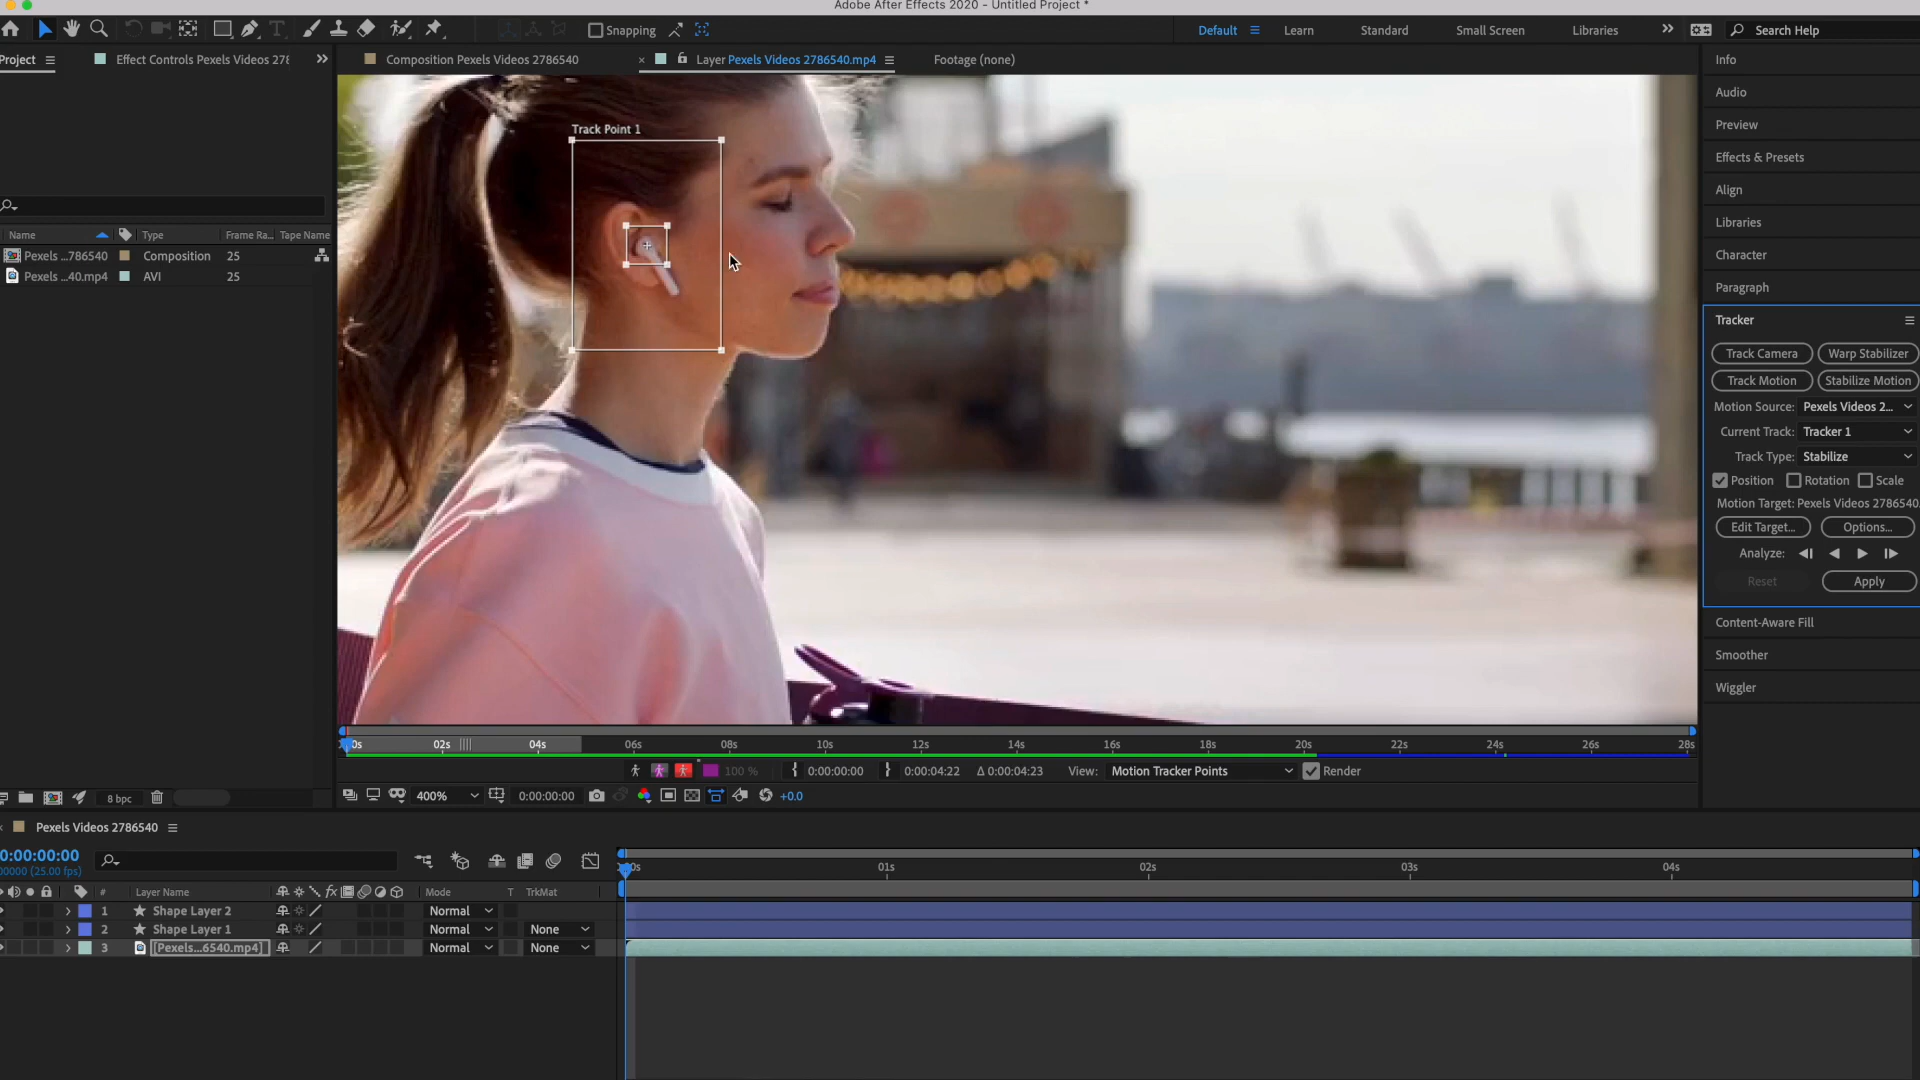 Adobe After Effects 2020 - Untitled Project *
Snapping
Default
Learn
Standard
Small Screen
Libraries
Search Help
Project
Effect Controls Pexels Videos 278
Composition Pexels Videos 2786540
Layer Pexels Videos 2786540.mp4
Footage (none)
Name
Type
Frame Ra...
Tape Name
Pexels ...786540
Composition
25
Pexels ...40.mp4
AVI
25
Track Point 1
Info
Audio
Preview
Effects & Presets
Align
Libraries
Character
Paragraph
Tracker
Track Camera
Warp Stabilizer
Track Motion
Stabilize Motion
Motion Source: Pexels Videos 2...
Current Track: Tracker 1
Track Type: Stabilize
Position
Rotation
Scale
Motion Target: Pexels Videos 2786540.
Edit Target...
Options...
Analyze:
Reset
Apply
Content-Aware Fill
Smoother
Wiggler
02s
04s
06s
08s
10s
12s
14s
16s
18s
20s
22s
24s
26s
28s
100 %
0:00:00:00
0:00:04:22
Δ 0:00:04:23
View: Motion Tracker Points
Render
400%
0:00:00:00
+0.0
8 bpc
Pexels Videos 2786540
0:00:00:00
00000 (25.00 fps)
01s
02s
03s
04s
#
Layer Name
Mode
T
TrkMat
1
Shape Layer 2
Normal
2
Shape Layer 1
Normal
None
3
[Pexels...6540.mp4]
Normal
None